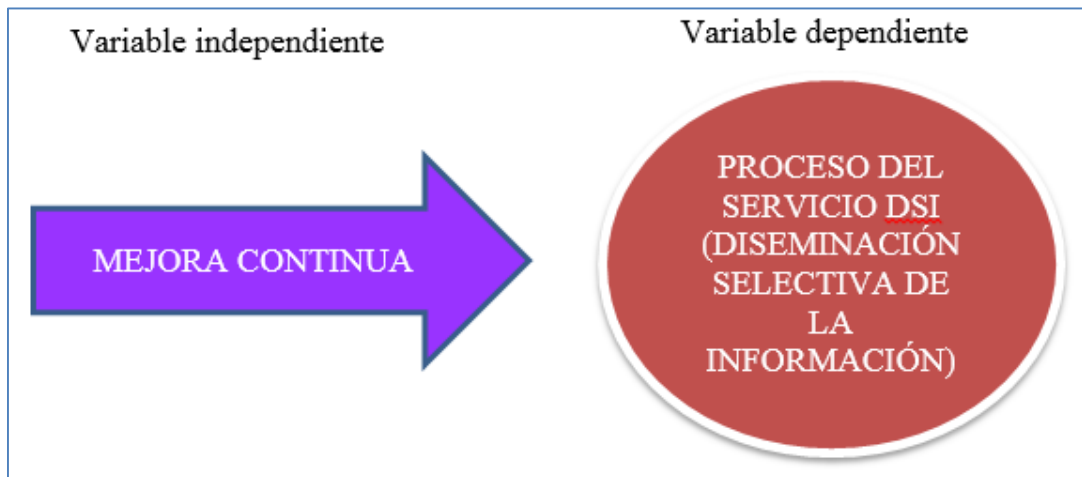 Variable independiente
Variable dependiente
MEJORA CONTINUA
PROCESO DEL
SERVICIO DSI
(DISEMINACIÓN
SELECTIVA DE
LA
INFORMACIÓN)